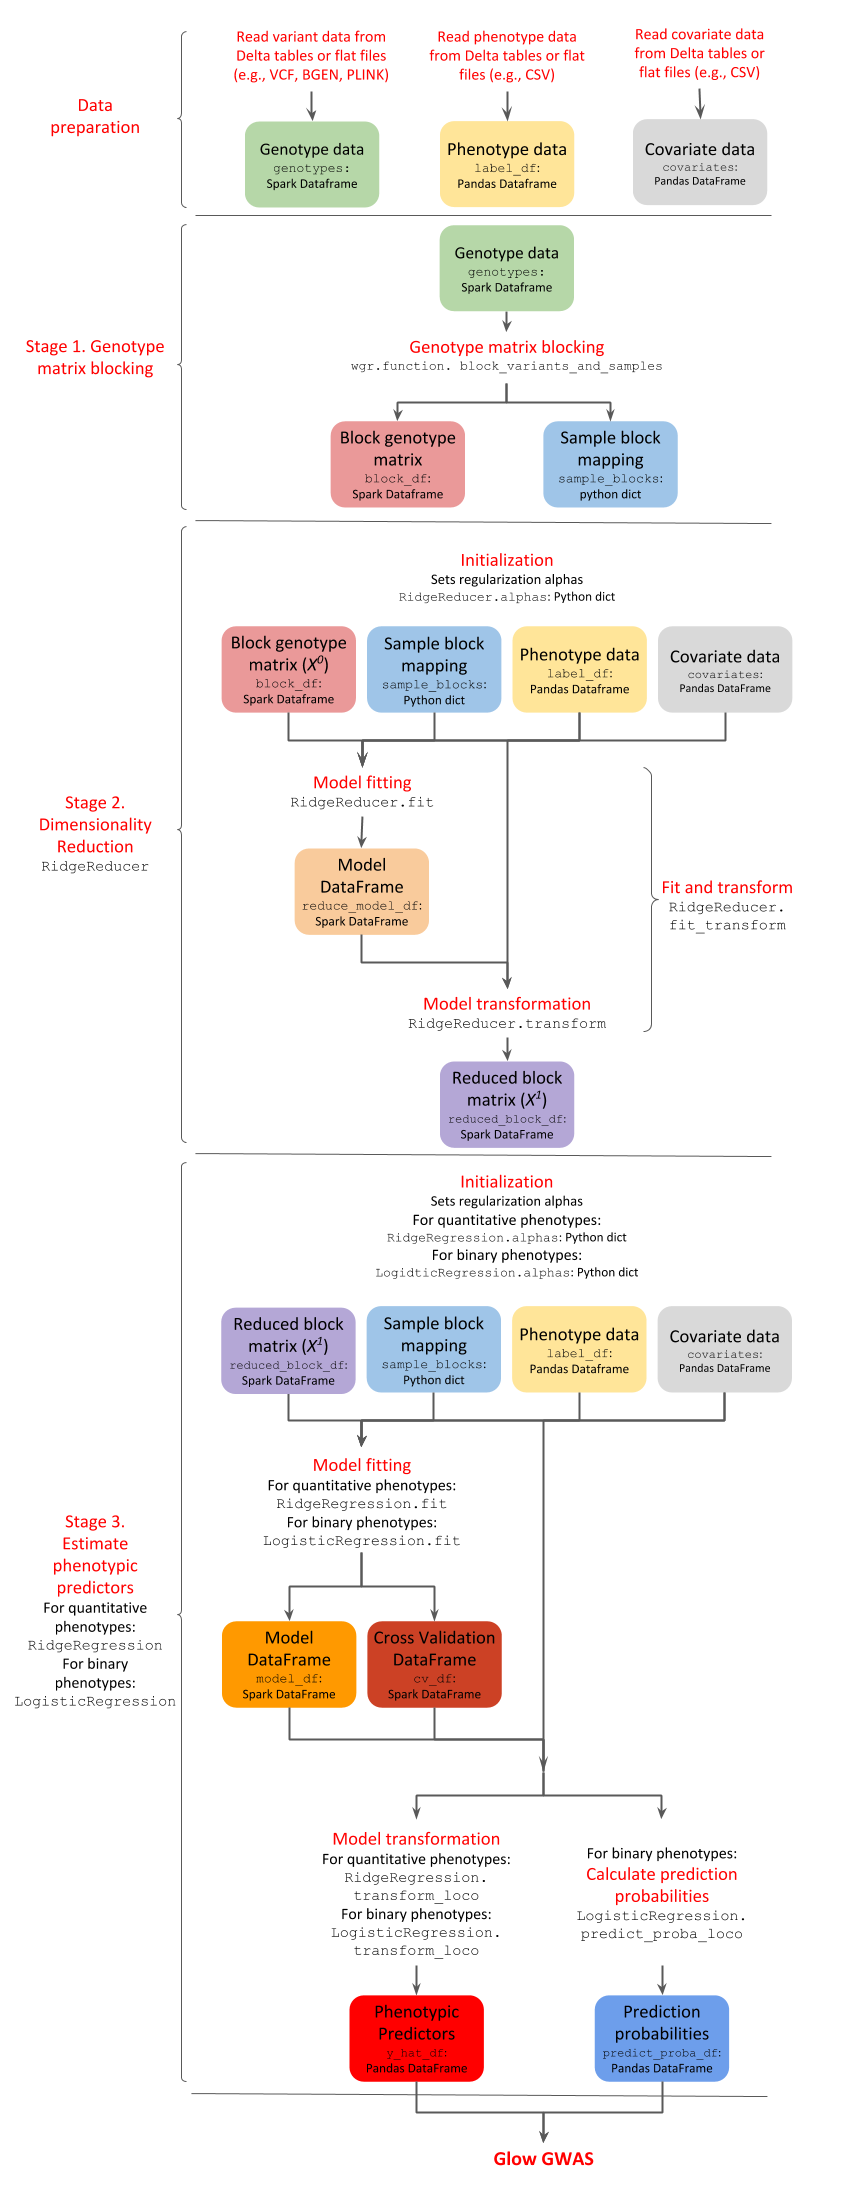 Read variant data from
Delta tables or flat files
(e.g., VCF, BGEN, PLINK)
Read phenotype data
from Delta tables or flat
files (e.g., CSV)
Read covariate data
from Delta tables or
flat files (e.g., CSV)
Data
preparation
Genotype data
genotypes:
Spark Dataframe
Phenotype data
label_df:
Pandas Dataframe
Covariate data
covariates:
Pandas DataFrame
Stage 1. Genotype
matrix blocking
Genotype data
genotypes:
Spark Dataframe
Genotype matrix blocking
wgr.function. block_variants_and_samples
Block genotype
matrix
block_df:
Spark Dataframe
Sample block
mapping
sample_blocks:
python dict
Stage 2.
Dimensionality
Reduction
RidgeReducer
Initialization
Sets regularization alphas
RidgeReducer.alphas: Python dict
Block genotype
matrix (X⁰)
block_df:
Spark Dataframe
Sample block
mapping
sample_blocks:
Python dict
Phenotype data
label_df:
Pandas Dataframe
Covariate data
covariates:
Pandas DataFrame
Model fitting
RidgeReducer.fit
Model
DataFrame
reduce_model_df:
Spark DataFrame
Fit and transform
RidgeReducer.
fit_transform
Model transformation
RidgeReducer.transform
Reduced block
matrix (X¹)
reduced_block_df:
Spark DataFrame
Stage 3.
Estimate
phenotypic
predictors
For quantitative
phenotypes:
RidgeRegression
For binary
phenotypes:
LogisticRegression
Initialization
Sets regularization alphas
For quantitative phenotypes:
RidgeRegression.alphas: Python dict
For binary phenotypes:
LogidticRegression.alphas: Python dict
Reduced block
matrix (X¹)
reduced_block_df:
Spark DataFrame
Sample block
mapping
sample_blocks:
Python dict
Phenotype data
label_df:
Pandas Dataframe
Covariate data
covariates:
Pandas DataFrame
Model fitting
For quantitative phenotypes:
RidgeRegression.fit
For binary phenotypes:
LogisticRegression.fit
Model
DataFrame
model_df:
Spark DataFrame
Cross Validation
DataFrame
cv_df:
Spark DataFrame
Model transformation
For quantitative phenotypes:
RidgeRegression.
transform_loco
For binary phenotypes:
LogisticRegression.
transform_loco
For binary phenotypes:
Calculate prediction
probabilities
LogisticRegression.
predict_proba_loco
Phenotypic
Predictors
y_hat_df:
Pandas DataFrame
Prediction
probabilities
predict_proba_df:
Pandas DataFrame
Glow GWAS